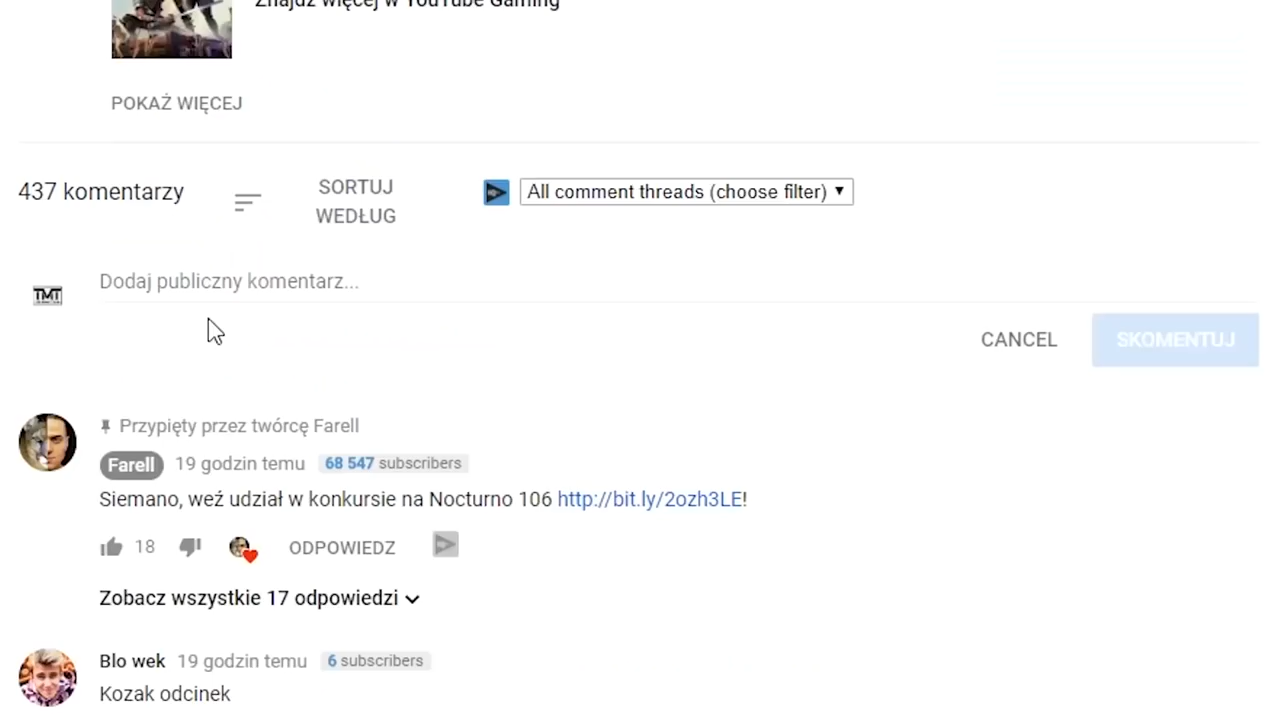 Znajdź więcej w YouTube Gaming
POKAŻ WIĘCEJ
437 komentarzy
SORTUJ
WEDŁUG
All comment threads (choose filter)
TMT
Dodaj publiczny komentarz...
CANCEL
SKOMENTUJ
Przypięty przez twórcę Farell
Farell 19 godzin temu 68 547 subscribers
Siemano, weź udział w konkursie na Nocturno 106 http://bit.ly/2ozh3LE!
18 ODPOWIEDZ
Zobacz wszystkie 17 odpowiedzi
Blo wek 19 godzin temu 6 subscribers
Kozak odcinek